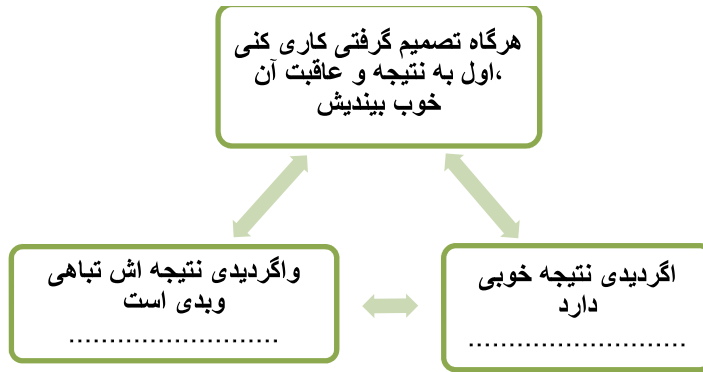 هرگاه تصمیم گرفتی کاری کنی
،اول به نتیجه و عاقبت آن
خوب بیندیش
اگردیدی نتیجه خوبی
دارد
..........................
واگردیدی نتیجه اش تباهی
وبدی است
..........................